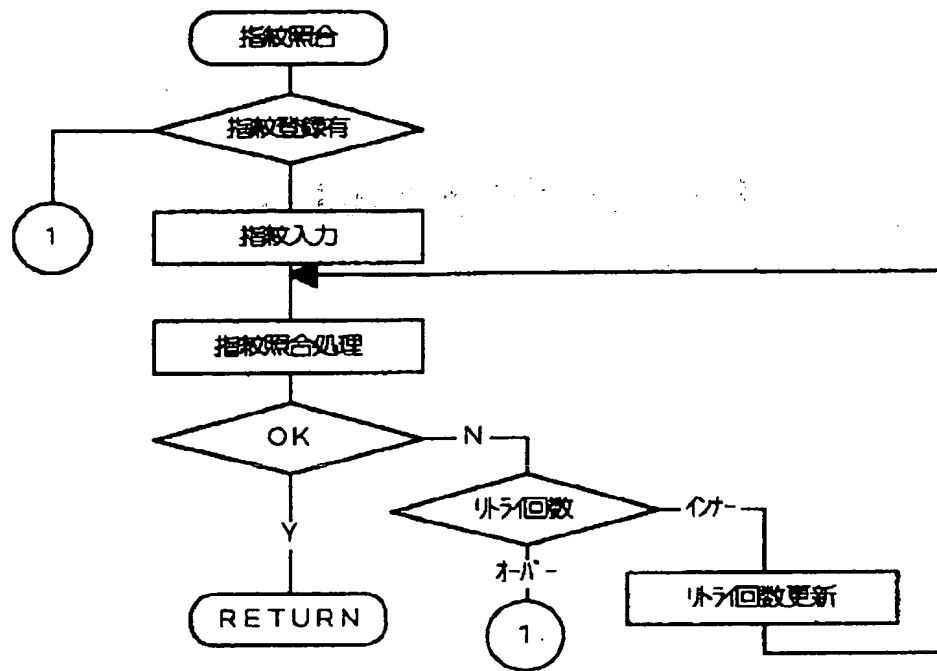 指紋照合
指紋登録有
1
指紋入力
指紋照合処理
OK
N
リトライ回数
インナー
Y
オーバー
リトライ回数更新
RETURN
1